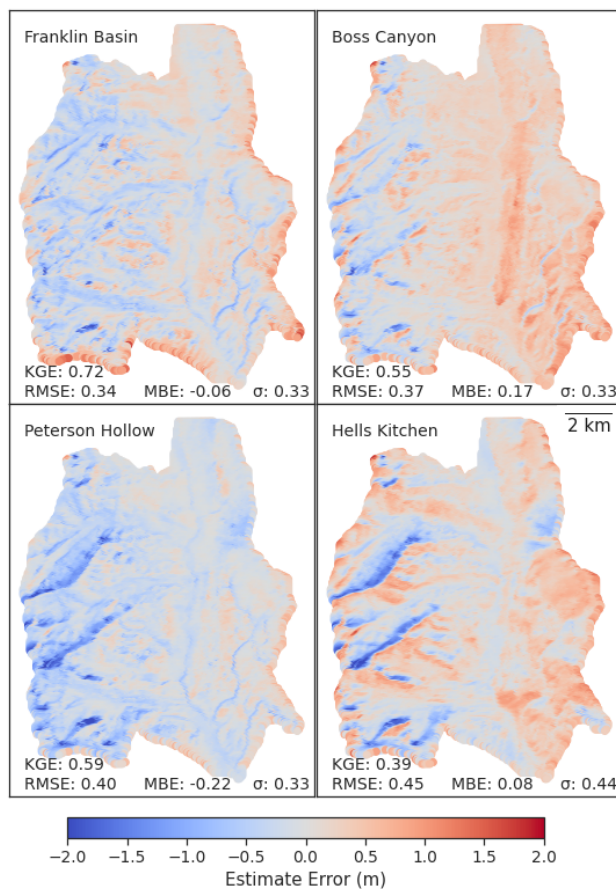 Franklin Basin
Boss Canyon
KGE: 0.72
RMSE: 0.34 MBE: -0.06 σ: 0.33
KGE: 0.55
RMSE: 0.37 MBE: 0.17 σ: 0.33
Peterson Hollow
Hells Kitchen
2 km
KGE: 0.59
RMSE: 0.40 MBE: -0.22 σ: 0.33
KGE: 0.39
RMSE: 0.45 MBE: 0.08 σ: 0.44
−2.0 −1.5 −1.0 −0.5 0.0 0.5 1.0 1.5 2.0
Estimate Error (m)